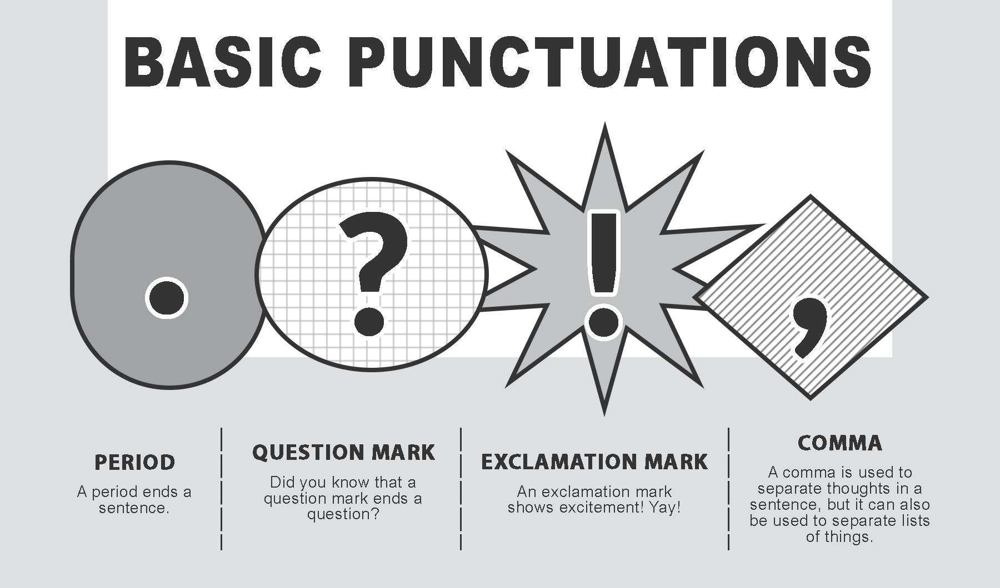 BASIC PUNCTUATIONS
.
?
!
,
PERIOD
A period ends a
sentence.
QUESTION MARK
Did you know that a
question mark ends a
question?
EXCLAMATION MARK
An exclamation mark
shows excitement! Yay!
COMMA
A comma is used to
separate thoughts in a
sentence, but it can also
be used to separate lists
of things.